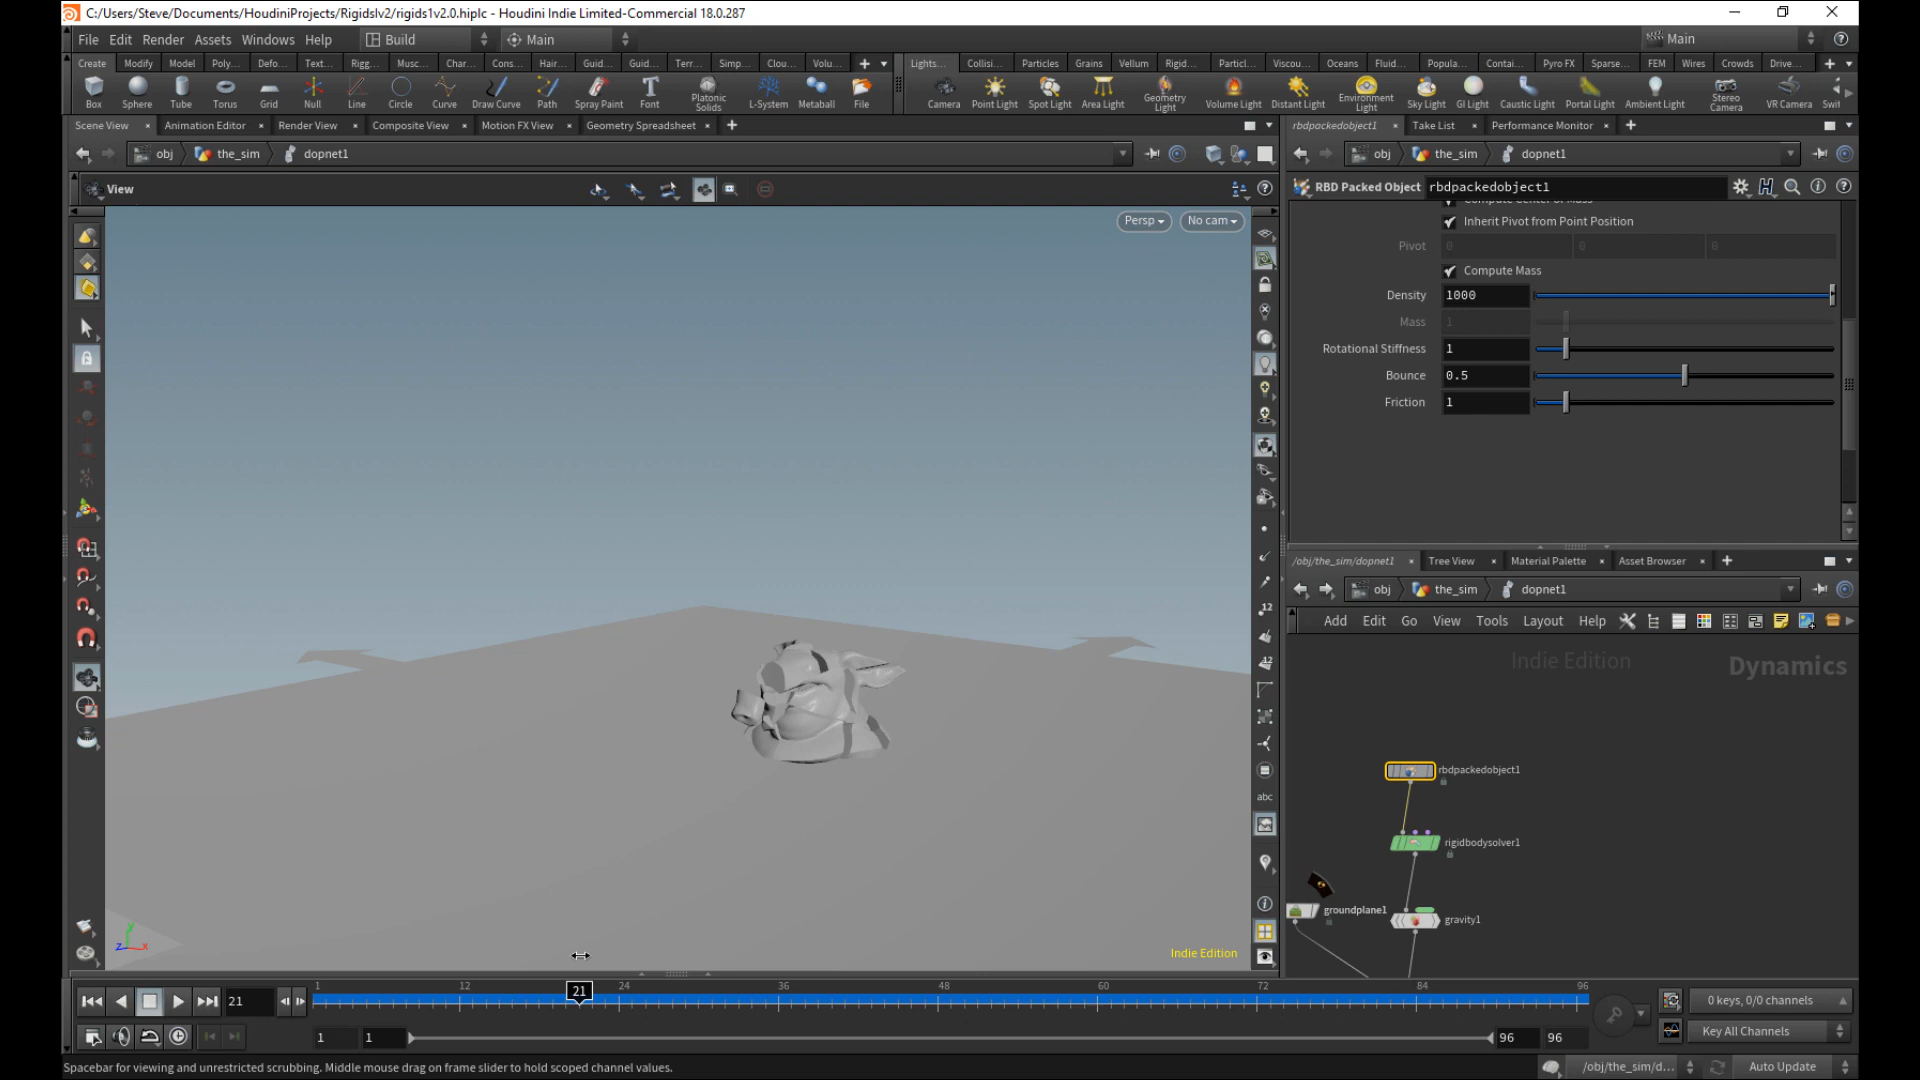 C:/Users/Steve/Documents/HoudiniProjects/Rigidslv2/rigids1v2.0.hiplc - Houdini Indie Limited-Commercial 18.0.287
File Edit Render Assets Windows Help Build Main Main
Create Modify Model Poly... Defo... Text... Rigg... Musc... Char... Cons... Hair... Guid... Guid... Terr... Simp... Clou... Volu...
Lights... Collisi... Particles Grains Vellum Rigid... Particl... Viscou... Oceans Fluid... Popula... Contai... Pyro FX Sparse... FEM Wires Crowds Drive...
Box Sphere Tube Torus Grid Null Line Circle Curve Draw Curve Path Spray Paint Font Platonic Solids L-System Metaball File
Camera Point Light Spot Light Area Light Geometry Light Volume Light Distant Light Environment Light Sky Light GI Light Caustic Light Portal Light Ambient Light Stereo Camera VR Camera Swit
Scene View Animation Editor Render View Composite View Motion FX View Geometry Spreadsheet
rbdpackedobject1 Take List Performance Monitor
obj the_sim dopnet1
obj the_sim dopnet1
View
RBD Packed Object rbdpackedobject1
Persp No cam
Compute Center of Mass
Inherit Pivot from Point Position
Pivot 0 0 0
Compute Mass
Density 1000
Mass 1
Rotational Stiffness 1
Bounce 0.5
Friction 1
/obj/the_sim/dopnet1 Tree View Material Palette Asset Browser
obj the_sim dopnet1
Add Edit Go View Tools Layout Help
Indie Edition Dynamics
rbdpackedobject1
rigidbodysolver1
groundplane1
gravity1
12
12
abc
y
z x
Indie Edition
21
1 12 21 24 36 48 60 72 84 96
0 keys, 0/0 channels
1 1 96 96
Key All Channels
Spacebar for viewing and unrestricted scrubbing. Middle mouse drag on frame slider to hold scoped channel values.
/obj/the_sim/d... Auto Update